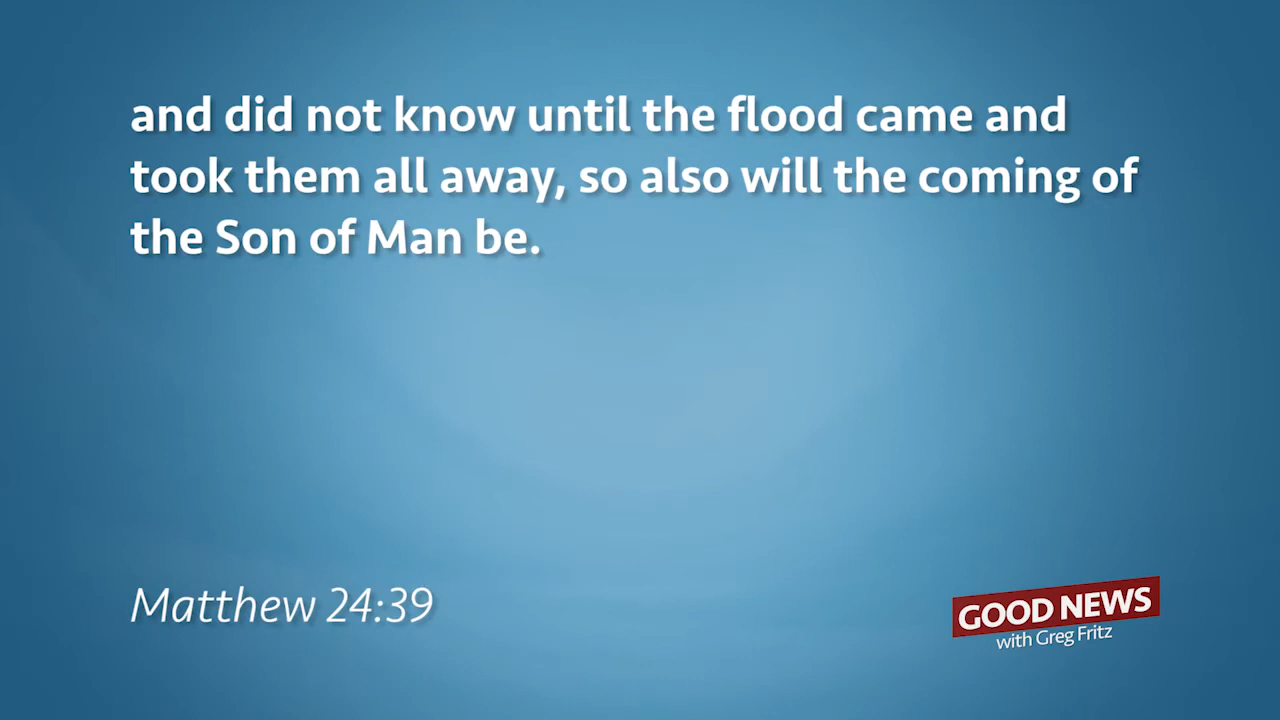 and did not know until the flood came and
took them all away, so also will the coming of
the Son of Man be.
Matthew 24:39
GOOD NEWS
with Greg Fritz